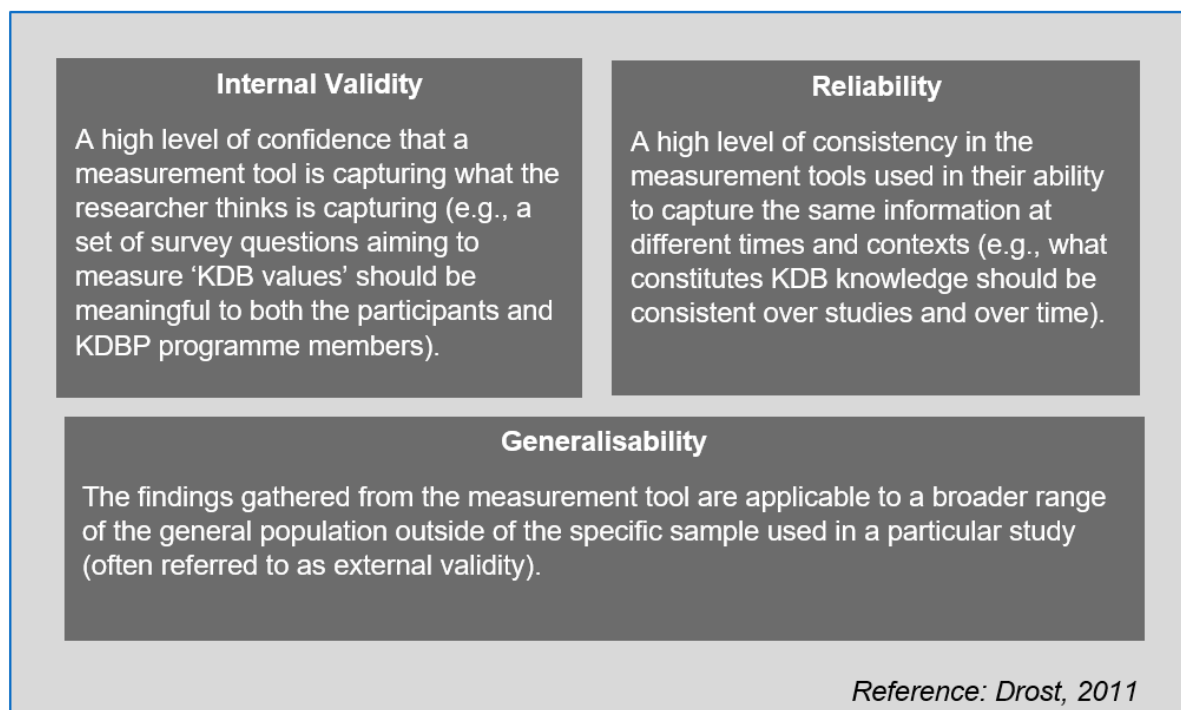 Internal Validity
A high level of confidence that a
measurement tool is capturing what the
researcher thinks is capturing (e.g., a
set of survey questions aiming to
measure ‘KDB values’ should be
meaningful to both the participants and
KDBP programme members).
Reliability
A high level of consistency in the
measurement tools used in their ability
to capture the same information at
different times and contexts (e.g., what
constitutes KDB knowledge should be
consistent over studies and over time).
Generalisability
The findings gathered from the measurement tool are applicable to a broader range
of the general population outside of the specific sample used in a particular study
(often referred to as external validity).
Reference: Drost, 2011